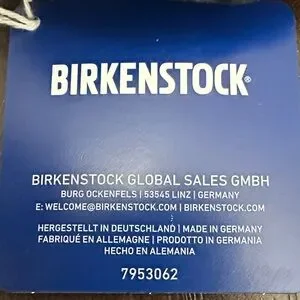 BIRKENSTOCK®
BIRKENSTOCK GLOBAL SALES GMBH
BURG OCKENFELS | 53545 LINZ | GERMANY
E: WELCOME@BIRKENSTOCK.COM | BIRKENSTOCK.COM
HERGESTELLT IN DEUTSCHLAND | MADE IN GERMANY
FABRIQUÉ EN ALLEMAGNE | PRODOTTO IN GERMANIA
HECHO EN ALEMANIA
7953062